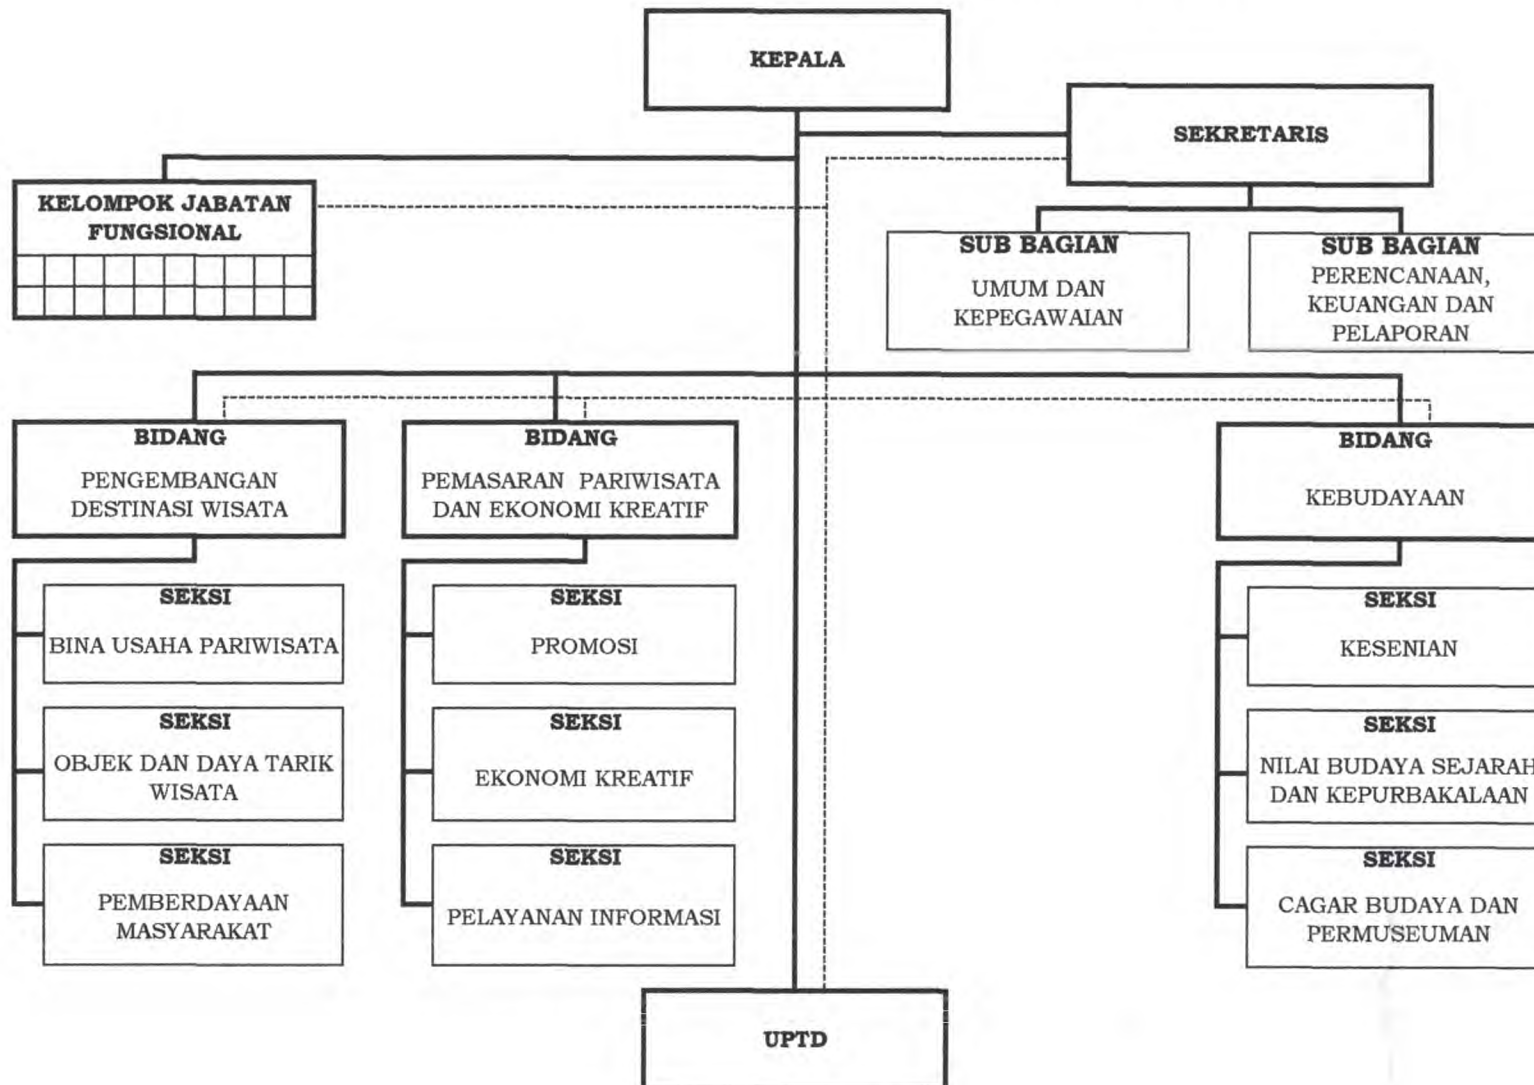 KEPALA
SEKRETARIS
KELOMPOK JABATAN
FUNGSIONAL
SUB BAGIAN
UMUM DAN
KEPEGAWAIAN
SUB BAGIAN
PERENCANAAN,
KEUANGAN DAN
PELAPORAN
BIDANG
PENGEMBANGAN
DESTINASI WISATA
SEKSI
BINA USAHA PARIWISATA
SEKSI
OBJEK DAN DAYA TARIK
WISATA
SEKSI
PEMBERDAYAAN
MASYARAKAT
BIDANG
PEMASARAN PARIWISATA
DAN EKONOMI KREATIF
SEKSI
PROMOSI
SEKSI
EKONOMI KREATIF
SEKSI
PELAYANAN INFORMASI
BIDANG
KEBUDAYAAN
SEKSI
KESENIAN
SEKSI
NILAI BUDAYA SEJARAH
DAN KEPURBAKALAAN
SEKSI
CAGAR BUDAYA DAN
PERMUSEUMAN
UPTD